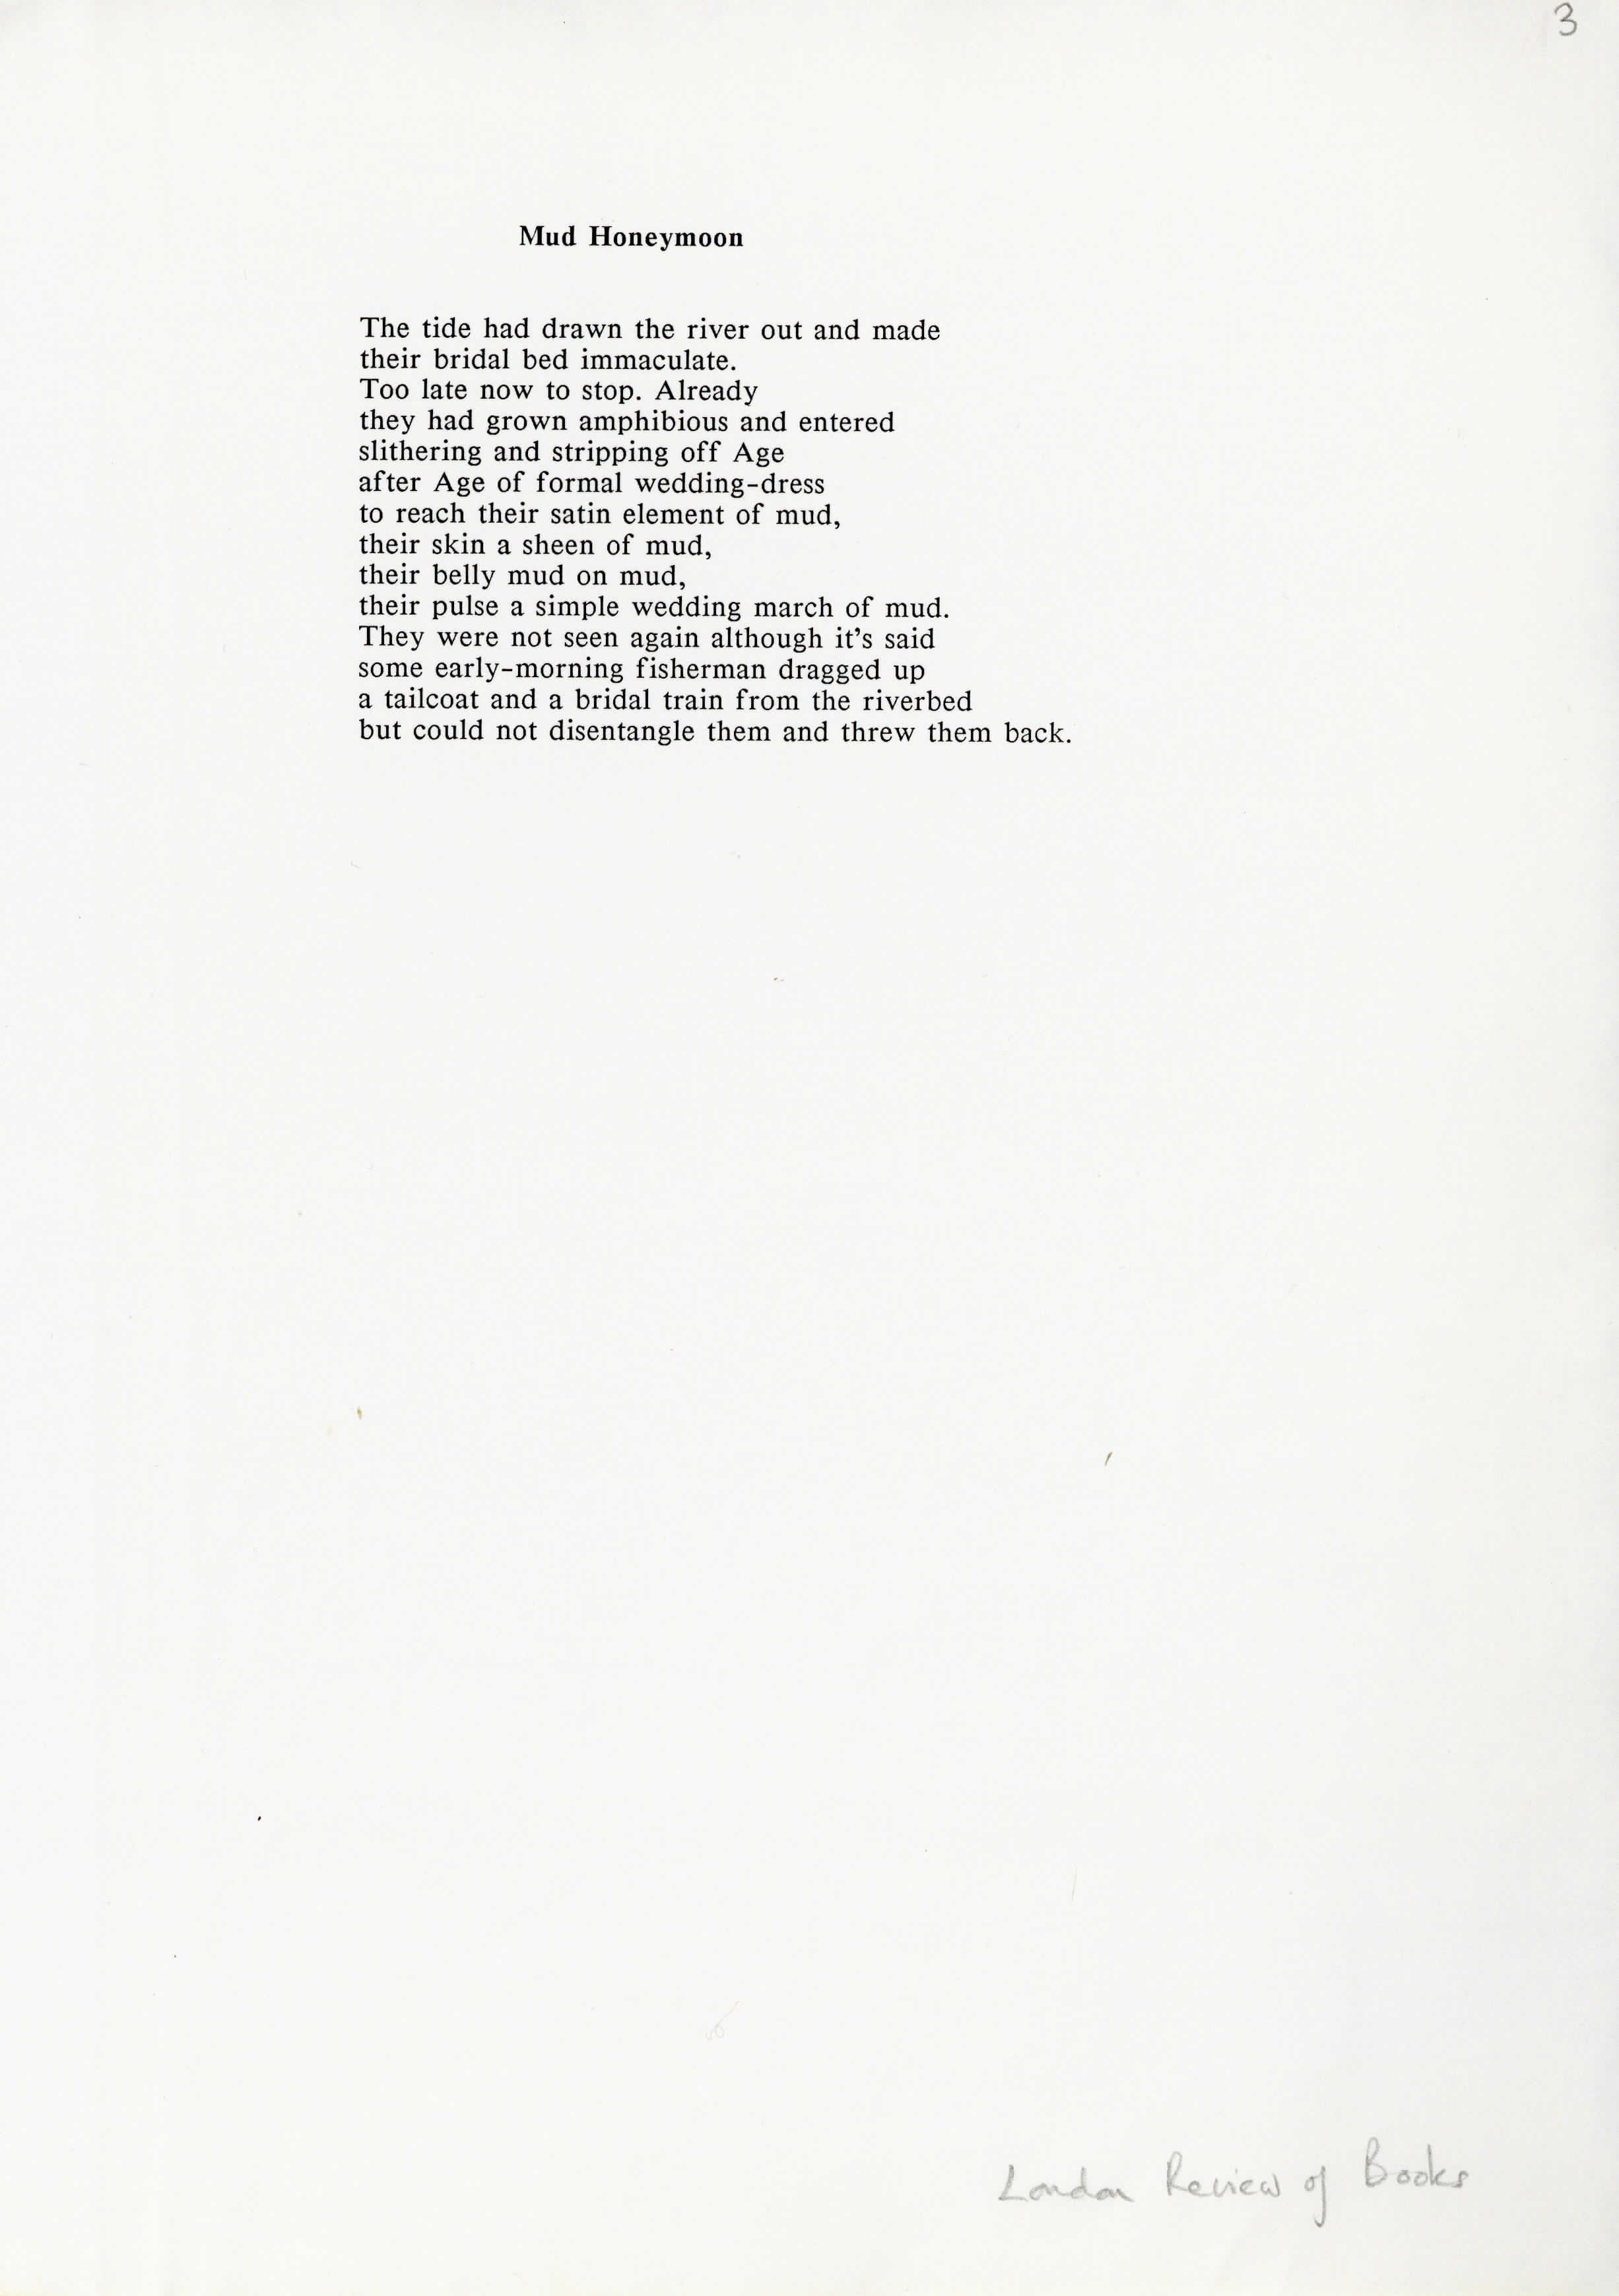 3
Mud Honeymoon
The tide had drawn the river out and made
their bridal bed immaculate.
Too late now to stop. Already
they had grown amphibious and entered
slithering and stripping off Age
after Age of formal wedding-dress
to reach their satin element of mud,
their skin a sheen of mud,
their belly mud on mud,
their pulse a simple wedding march of mud.
They were not seen again although it's said
some early-morning fisherman dragged up
a tailcoat and a bridal train from the riverbed
but could not disentangle them and threw them back.
London Review of Books